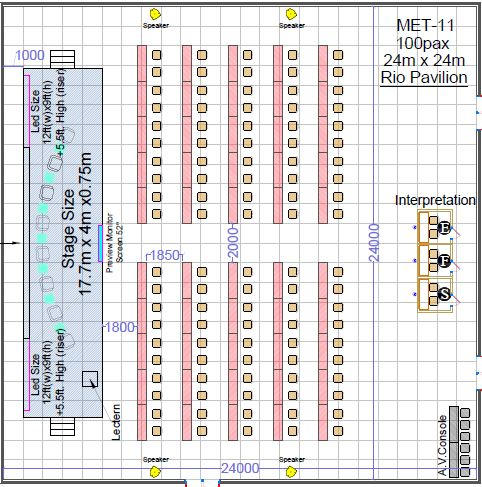 MET-11
100pax
24m x 24m
Rio Pavilion
Speaker
Speaker
1000
Led Size
12ft(w)x9ft(h)
+5.5ft. High (riser)
Stage Size
17.7m x 4m x0.75m
Preview Monitor
Screen 52"
1850
2000
24000
Interpretation
E
F
S
1800
Led Size
12ft(w)x9ft(h)
+5.5ft. High (riser)
Lectern
A.V.Console
Speaker
Speaker
24000